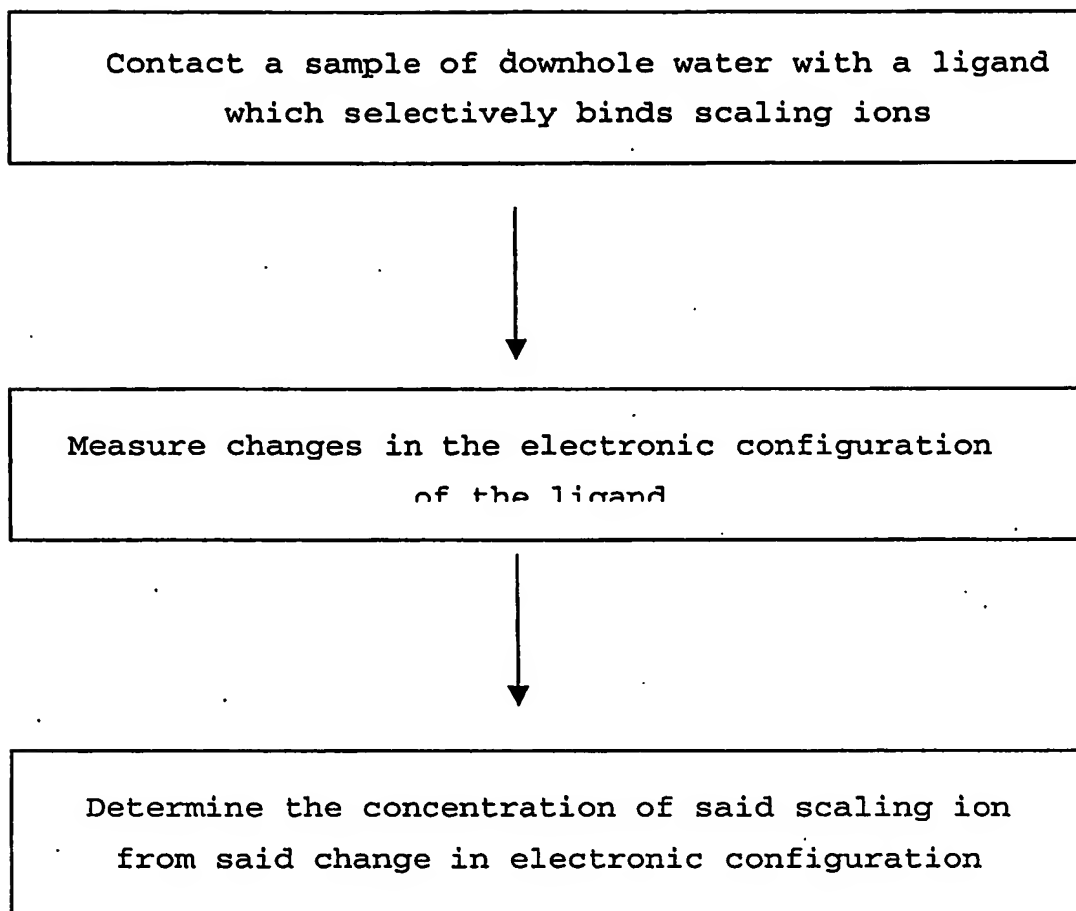 Contact a sample of downhole water with a ligand
which selectively binds scaling ions
Measure changes in the electronic configuration
of the ligand
Determine the concentration of said scaling ion
from said change in electronic configuration